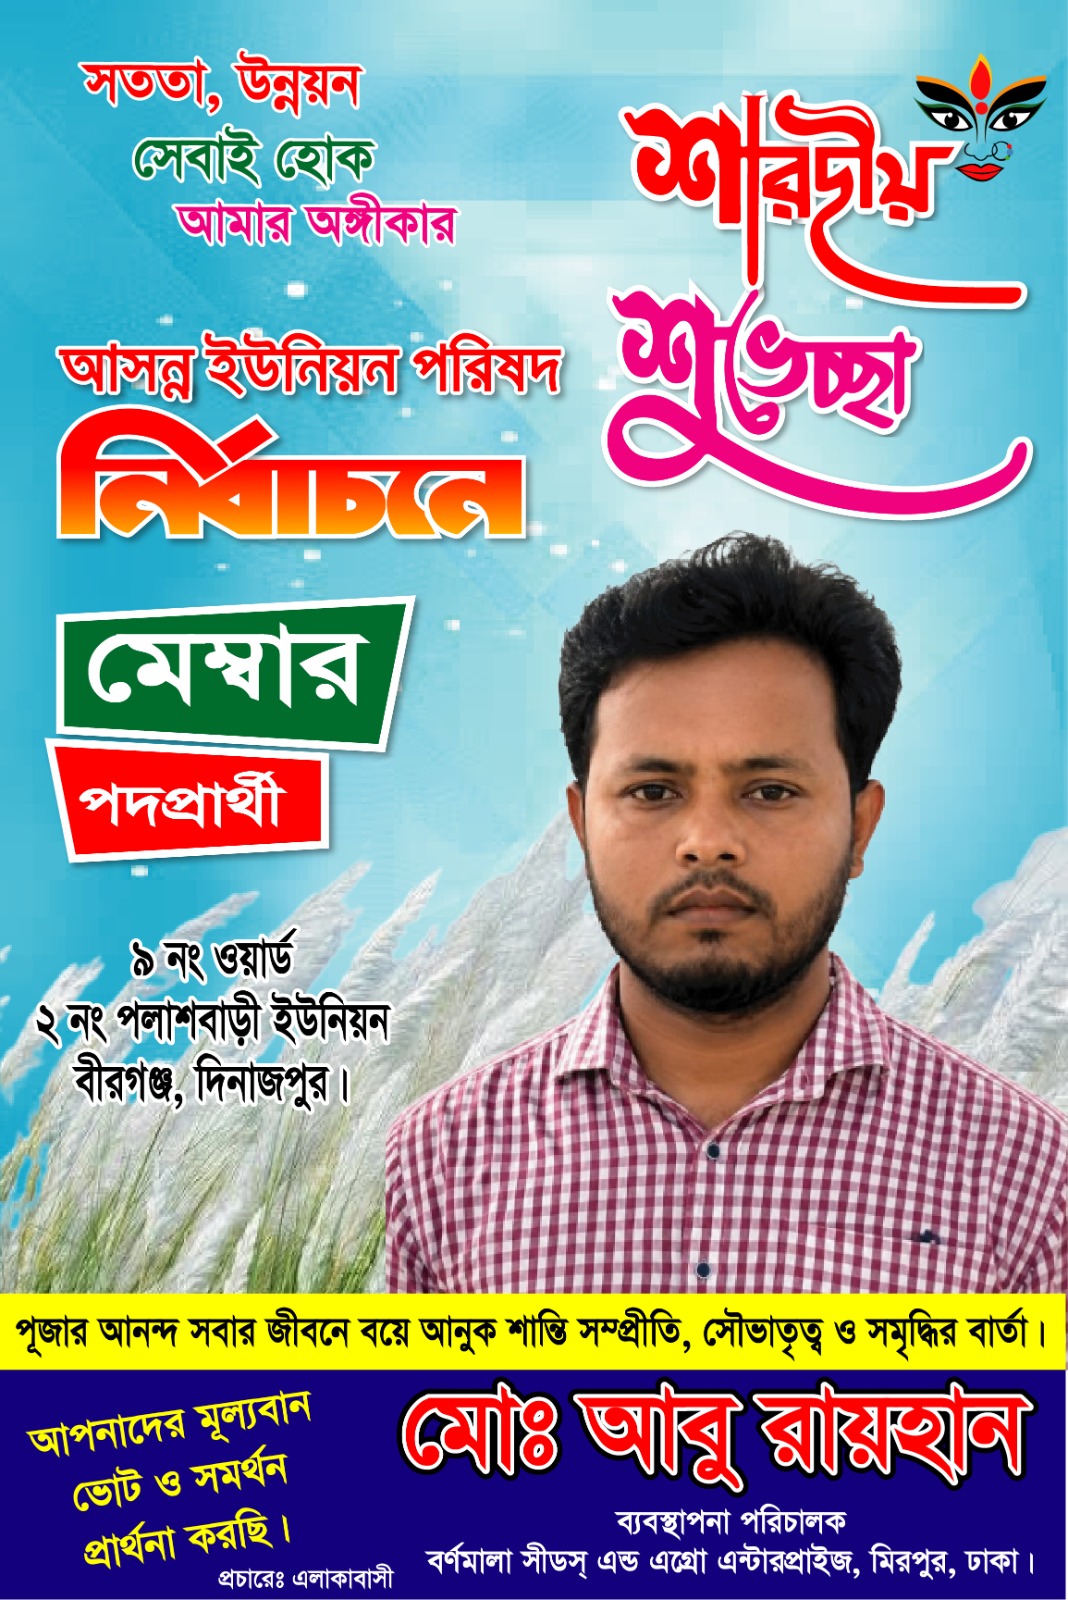 সততা, উন্নয়ন
সেবাই হোক
আমার অঙ্গীকার
শারদীয়
শুভেচ্ছা
আসন্ন ইউনিয়ন পরিষদ
নির্বাচনে
মেম্বার
পদপ্রার্থী
৯ নং ওয়ার্ড
২ নং পলাশবাড়ী ইউনিয়ন
বীরগঞ্জ, দিনাজপুর।
পূজার আনন্দ সবার জীবনে বয়ে আনুক শান্তি সম্প্রীতি, সৌভাতৃত্ব ও সমৃদ্ধির বার্তা।
আপনাদের মূল্যবান
ভোট ও সমর্থন
প্রার্থনা করছি।
প্রচারেঃ এলাকাবাসী
মোঃ আবু রায়হান
ব্যবস্থাপনা পরিচালক
বর্ণমালা সীডস্ এন্ড এগ্রো এন্টারপ্রাইজ, মিরপুর, ঢাকা।